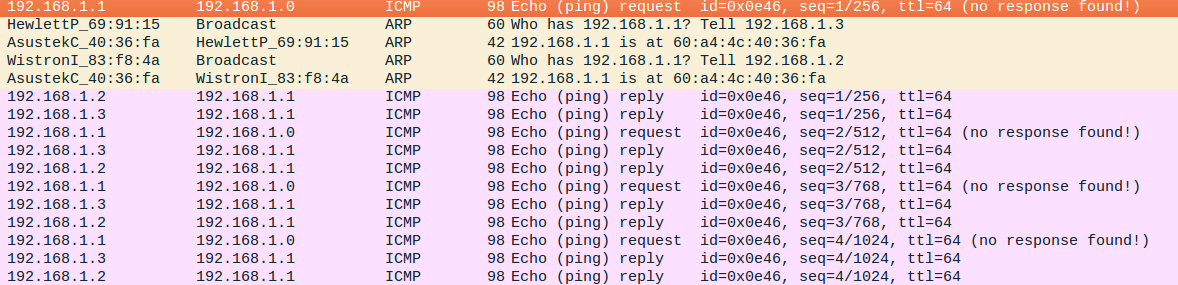 192.168.1.1 192.168.1.0 ICMP 98 Echo (ping) request id=0x0e46, seq=1/256, ttl=64 (no response found!)
HewlettP_69:91:15 Broadcast ARP 60 Who has 192.168.1.1? Tell 192.168.1.3
AsustekC_40:36:fa HewlettP_69:91:15 ARP 42 192.168.1.1 is at 60:a4:4c:40:36:fa
WistronI_83:f8:4a Broadcast ARP 60 Who has 192.168.1.1? Tell 192.168.1.2
AsustekC_40:36:fa WistronI_83:f8:4a ARP 42 192.168.1.1 is at 60:a4:4c:40:36:fa
192.168.1.2 192.168.1.1 ICMP 98 Echo (ping) reply id=0x0e46, seq=1/256, ttl=64
192.168.1.3 192.168.1.1 ICMP 98 Echo (ping) reply id=0x0e46, seq=1/256, ttl=64
192.168.1.1 192.168.1.0 ICMP 98 Echo (ping) request id=0x0e46, seq=2/512, ttl=64 (no response found!)
192.168.1.3 192.168.1.1 ICMP 98 Echo (ping) reply id=0x0e46, seq=2/512, ttl=64
192.168.1.2 192.168.1.1 ICMP 98 Echo (ping) reply id=0x0e46, seq=2/512, ttl=64
192.168.1.1 192.168.1.0 ICMP 98 Echo (ping) request id=0x0e46, seq=3/768, ttl=64 (no response found!)
192.168.1.3 192.168.1.1 ICMP 98 Echo (ping) reply id=0x0e46, seq=3/768, ttl=64
192.168.1.2 192.168.1.1 ICMP 98 Echo (ping) reply id=0x0e46, seq=3/768, ttl=64
192.168.1.1 192.168.1.0 ICMP 98 Echo (ping) request id=0x0e46, seq=4/1024, ttl=64 (no response found!)
192.168.1.3 192.168.1.1 ICMP 98 Echo (ping) reply id=0x0e46, seq=4/1024, ttl=64
192.168.1.2 192.168.1.1 ICMP 98 Echo (ping) reply id=0x0e46, seq=4/1024, ttl=64